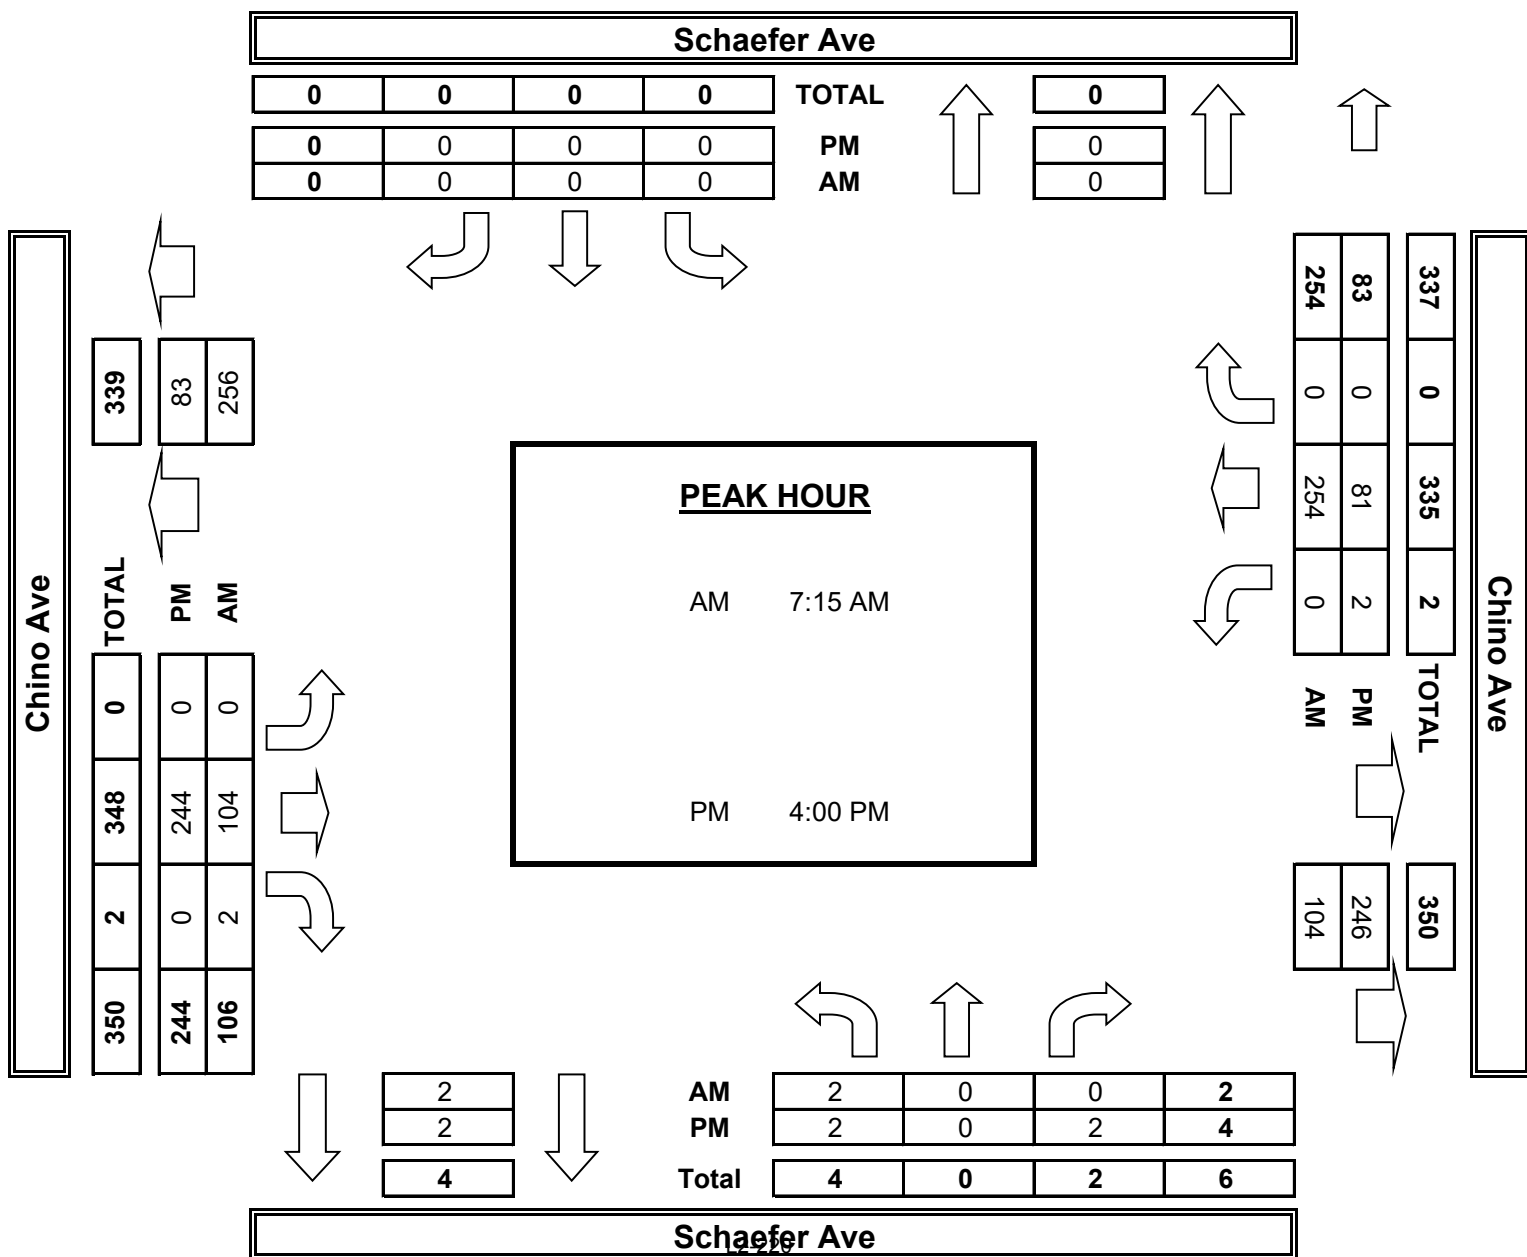 Schaefer Ave
0 0 0 0 TOTAL 0
0 0 0 0 PM 0
0 0 0 0 AM 0
Chino Ave
339 83 256
TOTAL PM AM
0 0 0
348 244 104
2 0 2
350 244 106
PEAK HOUR
AM 7:15 AM
PM 4:00 PM
254 83 337
0 0 0
254 81 335
0 2 2
AM PM TOTAL
104 246 350
Chino Ave
2 AM 2 0 0 2
2 PM 2 0 2 4
4 Total 4 0 2 6
Schaefer Ave
L2-220